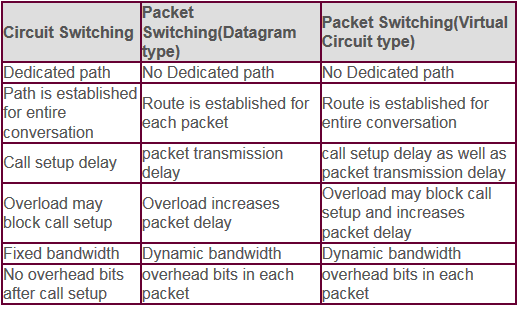 Circuit Switching
Packet
Switching(Datagram
type)
Packet Switching(Virtual
Circuit type)
Dedicated path
No Dedicated path
No Dedicated path
Path is established
for entire
conversation
Route is established for
each packet
Route is established for
entire conversation
Call setup delay
packet transmission
delay
call setup delay as well as
packet transmission delay
Overload may
block call setup
Overload increases
packet delay
Overload may block call
setup and increases
packet delay
Fixed bandwidth
Dynamic bandwidth
Dynamic bandwidth
No overhead bits
after call setup
overhead bits in each
packet
overhead bits in each
packet